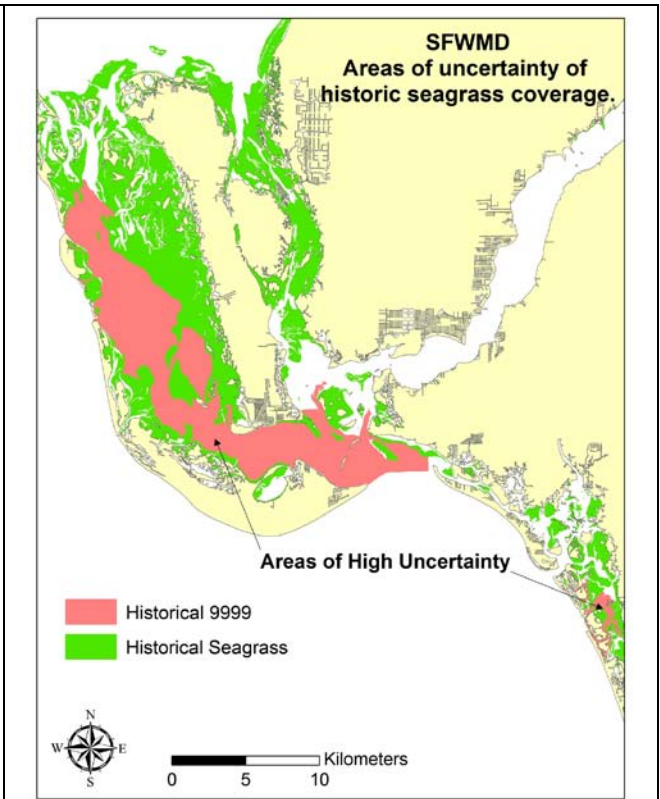 SFWMD
Areas of uncertainty of
historic seagrass coverage.
Areas of High Uncertainty
Historical 9999
Historical Seagrass
N
W E
S
Kilometers
0 5 10